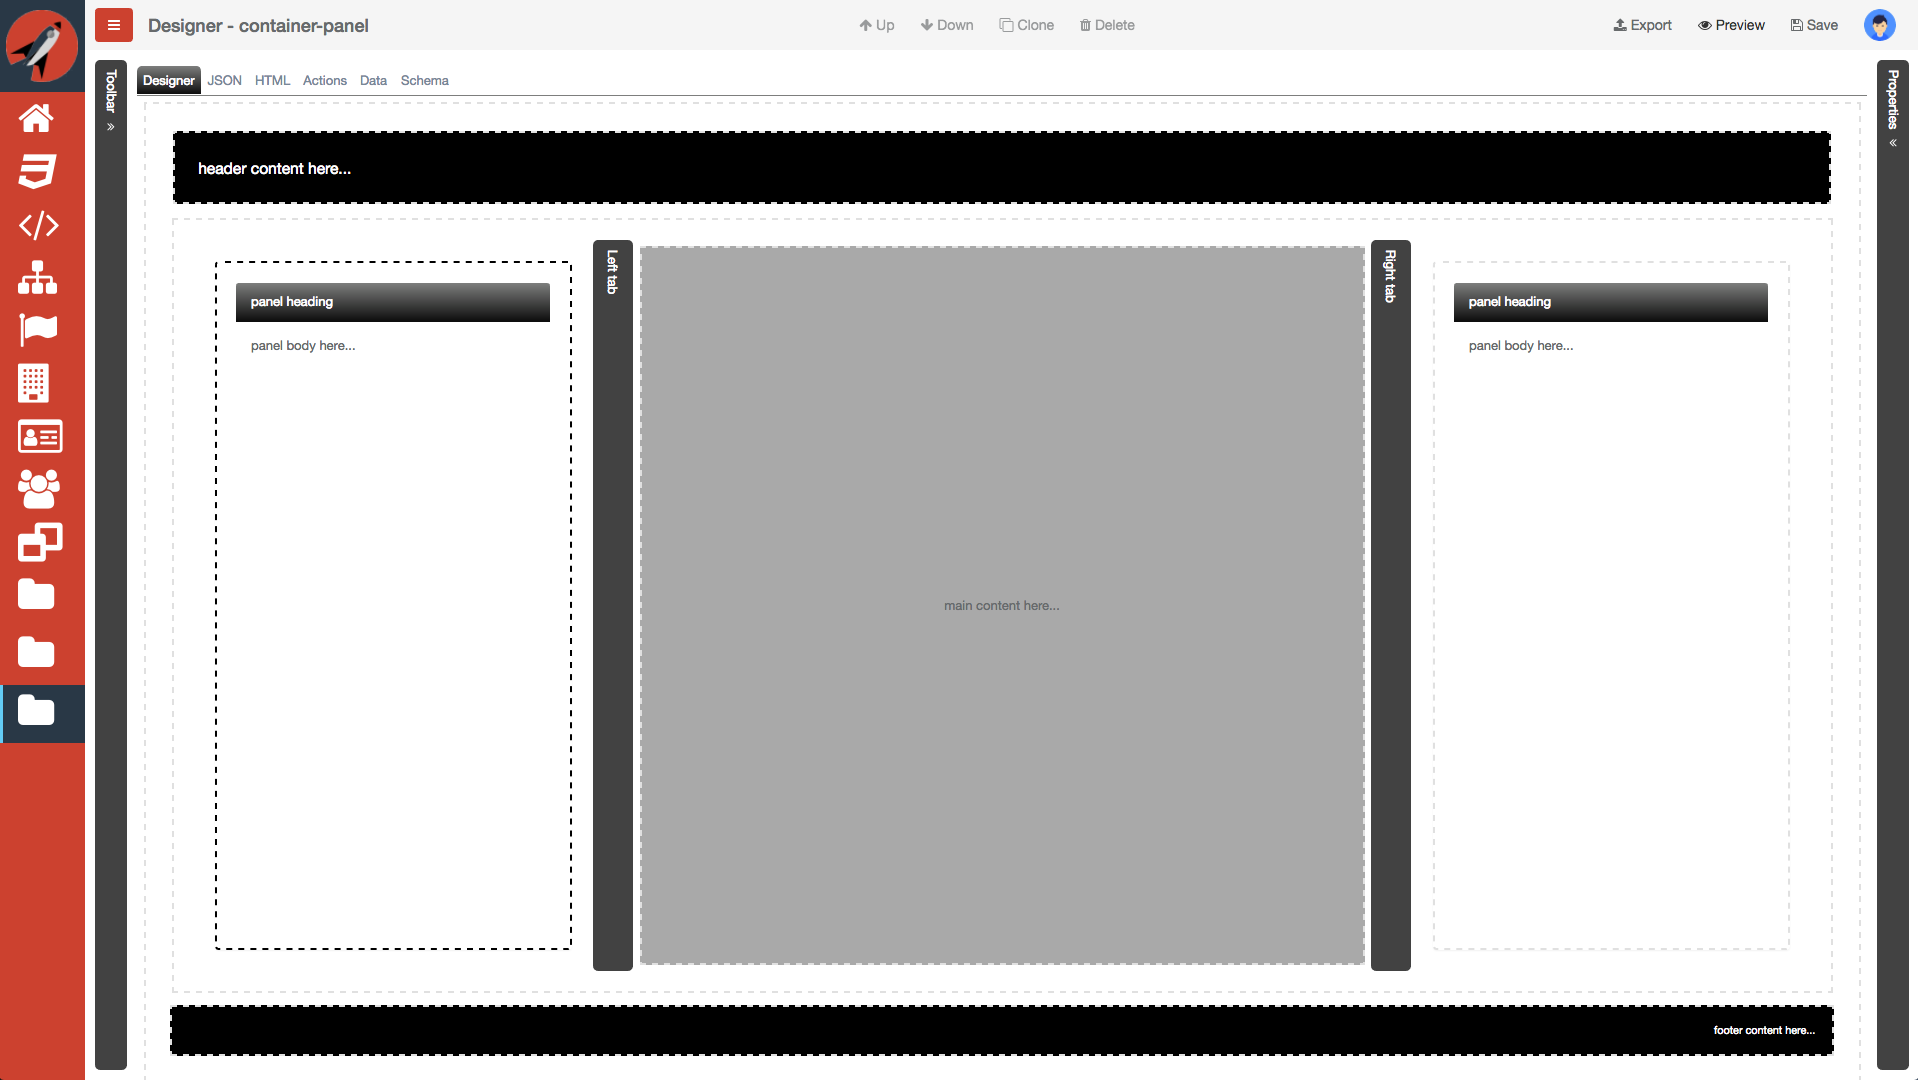 Designer - container-panel
Up Down Clone Delete
Export Preview Save
Toolbar »
Designer JSON HTML Actions Data Schema
Properties «
header content here...
panel heading
panel body here...
Left tab
main content here...
Right tab
panel heading
panel body here...
footer content here...